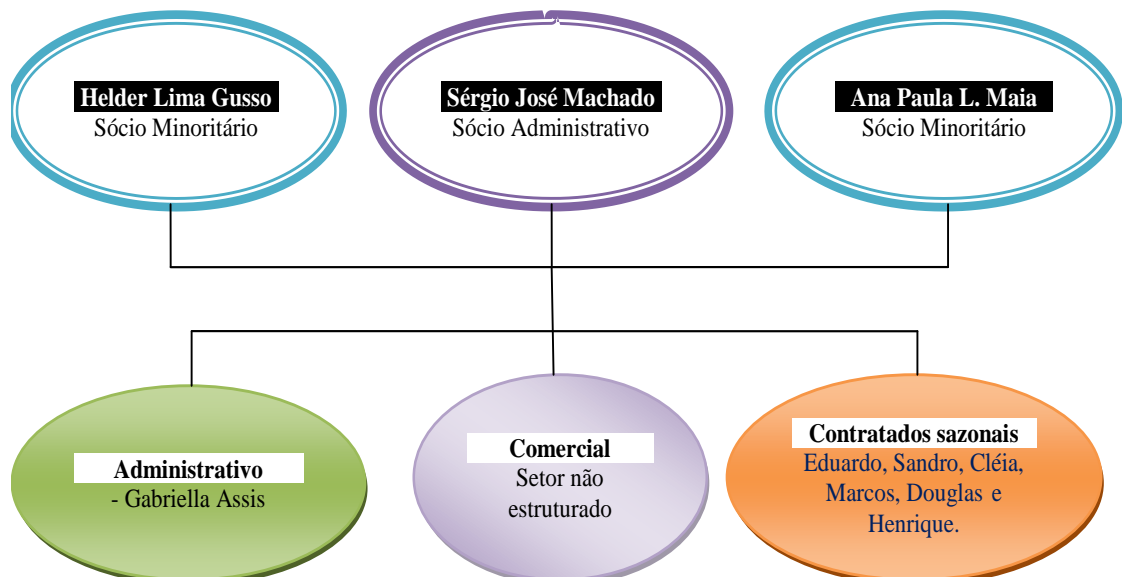 Helder Lima Gusso
Sócio Minoritário
Sérgio José Machado
Sócio Administrativo
Ana Paula L. Maia
Sócio Minoritário
Administrativo
- Gabriella Assis
Comercial
Setor não
estruturado
Contratados sazonais
Eduardo, Sandro, Cléia,
Marcos, Douglas e
Henrique.